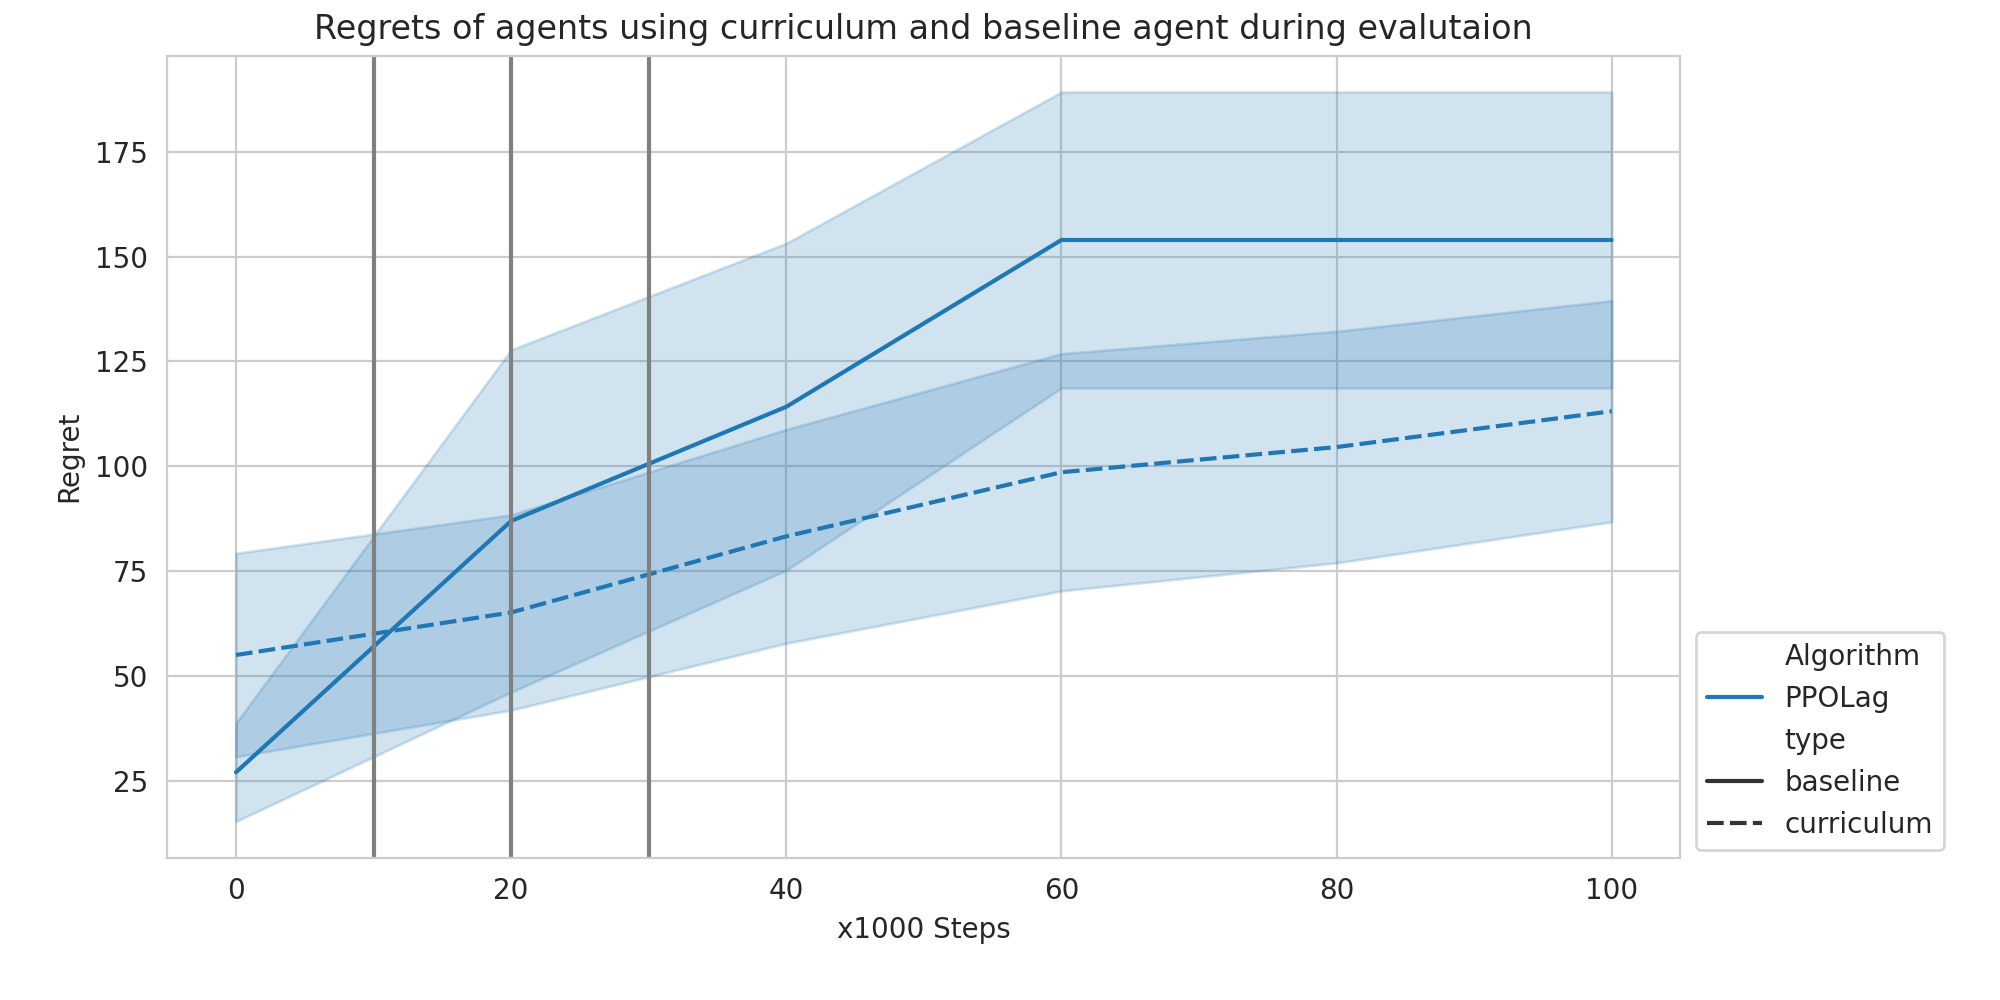 Regrets of agents using curriculum and baseline agent during evalutaion
175
150
125
100
75
50
25
Regret
0 20 40 60 80 100
x1000 Steps
Algorithm
PPOLag
type
baseline
curriculum